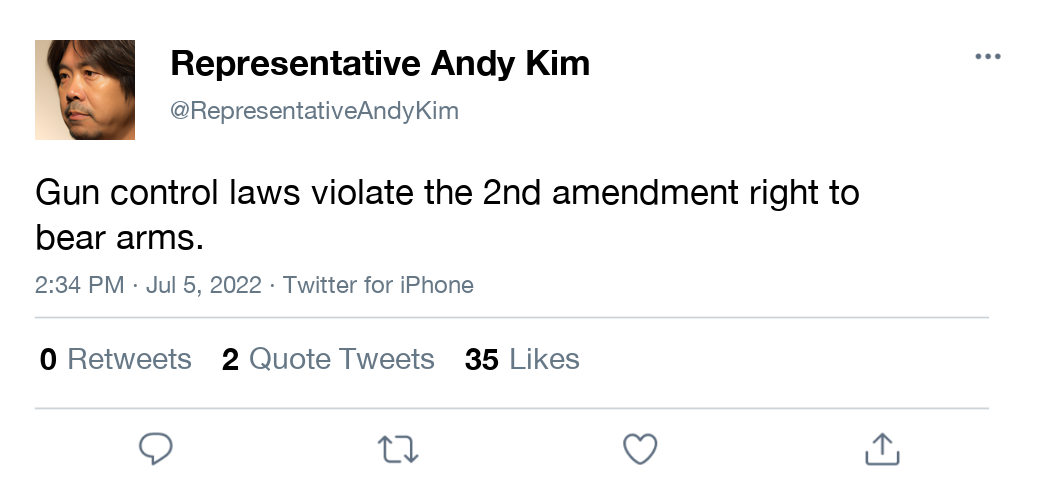 Representative Andy Kim
@RepresentativeAndyKim
Gun control laws violate the 2nd amendment right to
bear arms.
2:34 PM · Jul 5, 2022 · Twitter for iPhone
0 Retweets 2 Quote Tweets 35 Likes